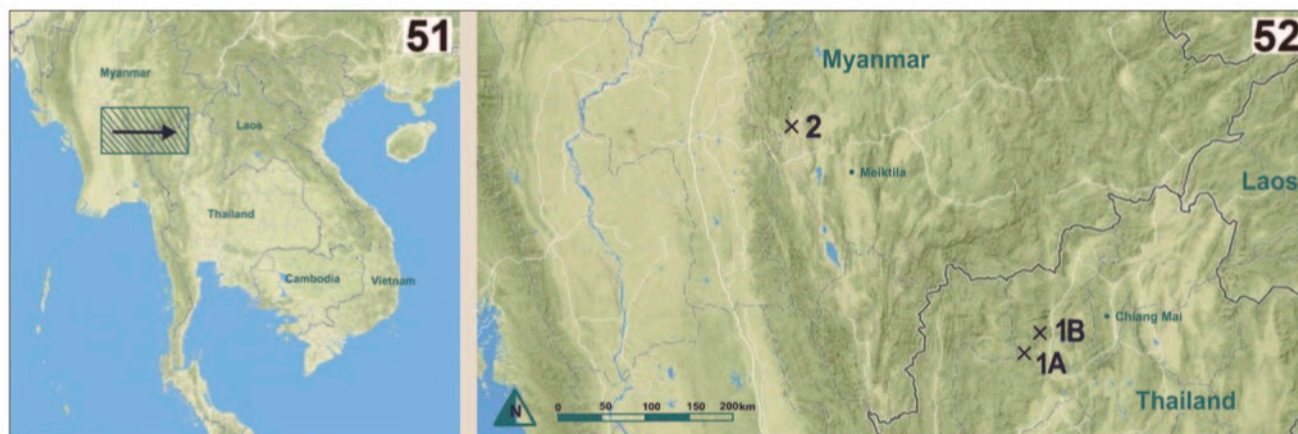 51
Myanmar
Laos
Thailand
Cambodia
Vietnam
52
Myanmar
×2
Meiktila
Laos
Chiang Mai
×1B
×1A
Thailand
N
0 50 100 150 200km